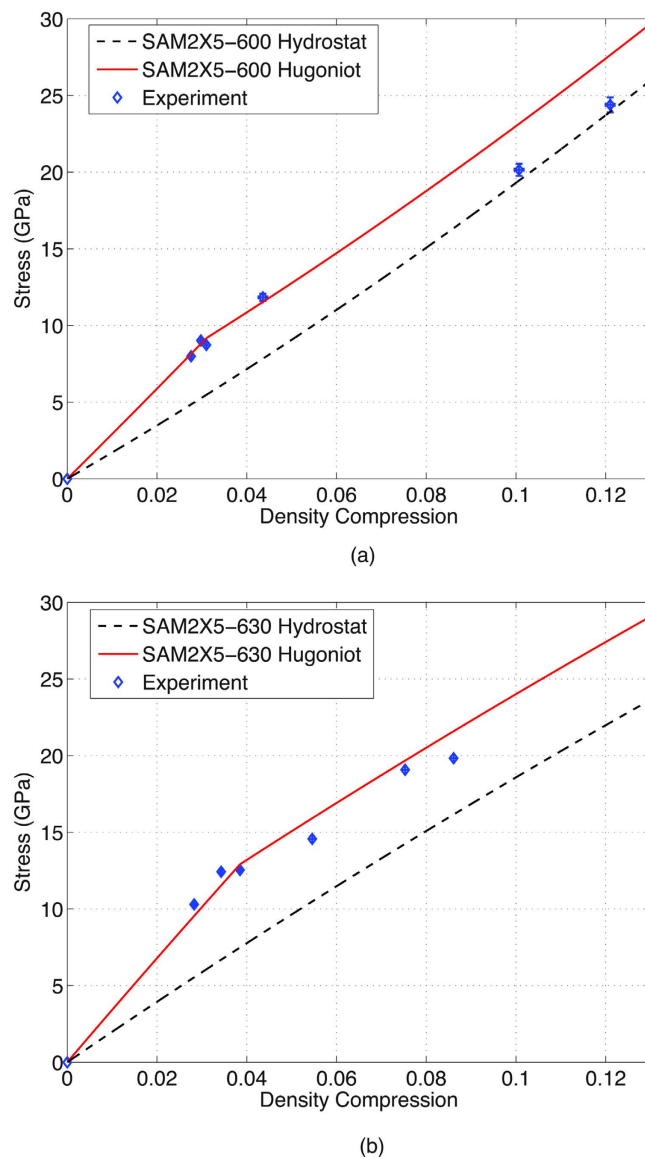 30
25
20
15
10
5
0
Stress (GPa)
SAM2X5−600 Hydrostat
SAM2X5−600 Hugoniot
Experiment
0 0.02 0.04 0.06 0.08 0.1 0.12
Density Compression
(a)
30
25
20
15
10
5
0
Stress (GPa)
SAM2X5−630 Hydrostat
SAM2X5−630 Hugoniot
Experiment
0 0.02 0.04 0.06 0.08 0.1 0.12
Density Compression
(b)